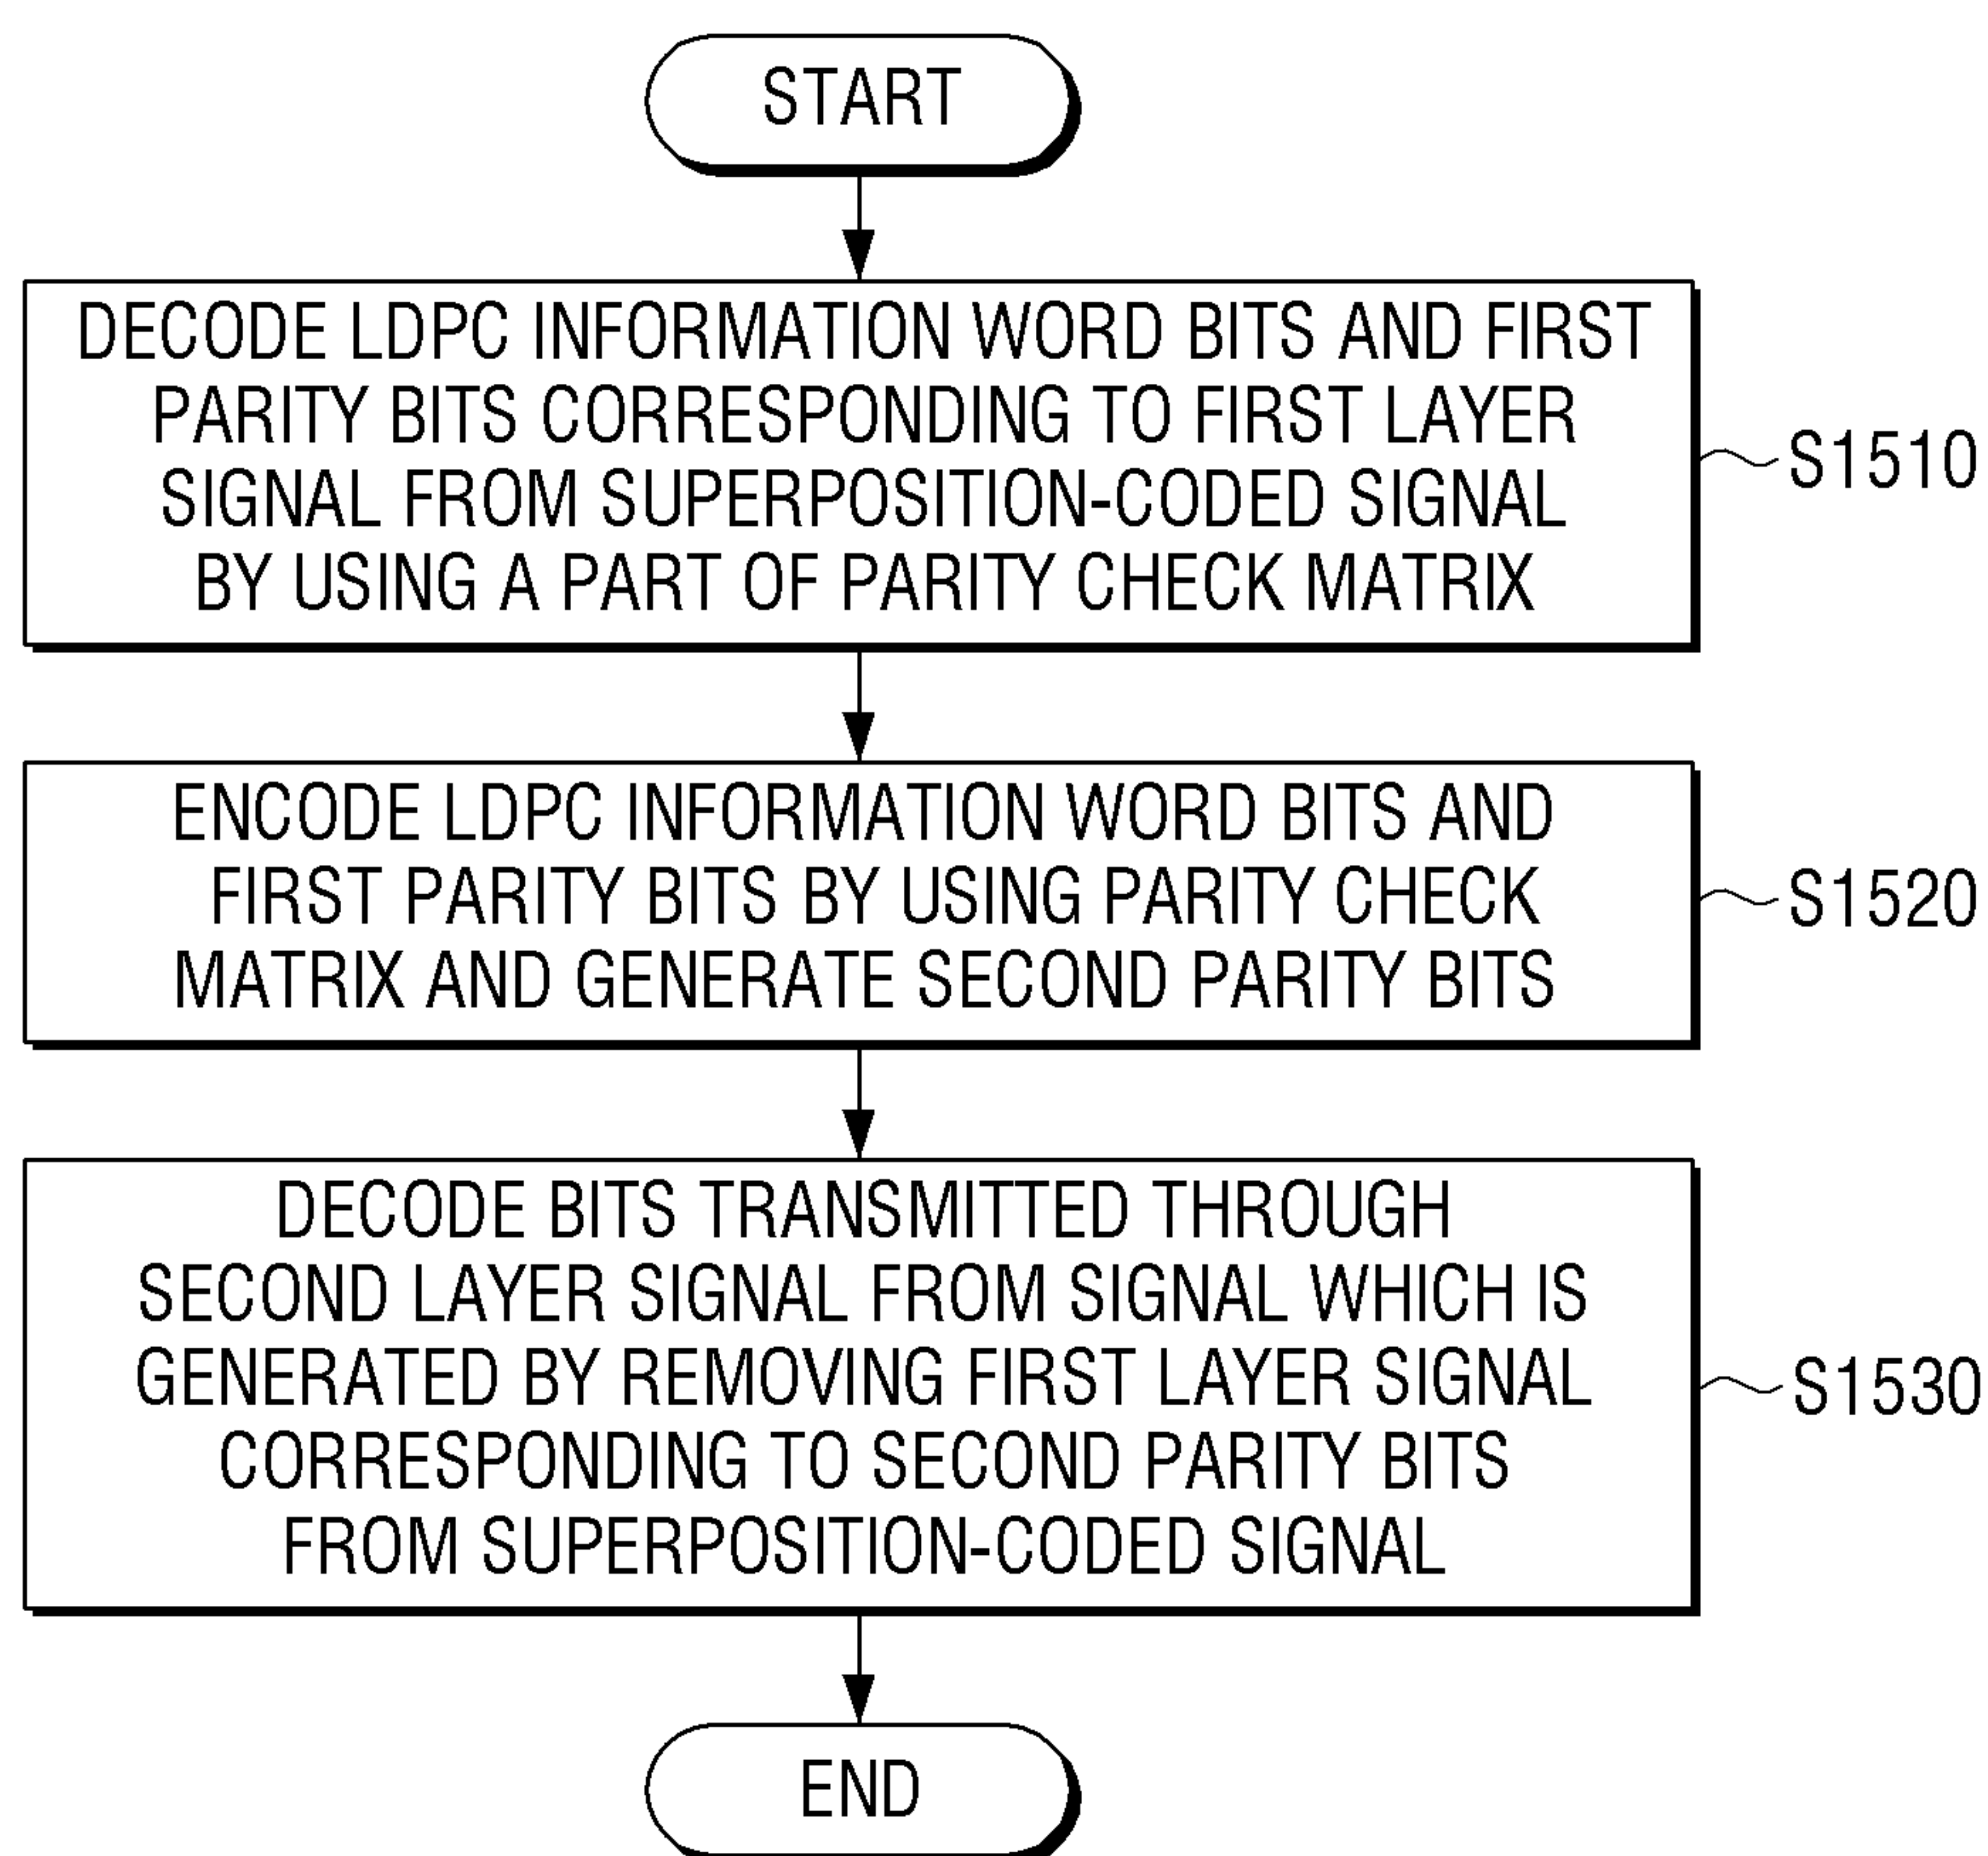 START
DECODE LDPC INFORMATION WORD BITS AND FIRST
PARITY BITS CORRESPONDING TO FIRST LAYER
SIGNAL FROM SUPERPOSITION-CODED SIGNAL
BY USING A PART OF PARITY CHECK MATRIX
S1510
ENCODE LDPC INFORMATION WORD BITS AND
FIRST PARITY BITS BY USING PARITY CHECK
MATRIX AND GENERATE SECOND PARITY BITS
S1520
DECODE BITS TRANSMITTED THROUGH
SECOND LAYER SIGNAL FROM SIGNAL WHICH IS
GENERATED BY REMOVING FIRST LAYER SIGNAL
CORRESPONDING TO SECOND PARITY BITS
FROM SUPERPOSITION-CODED SIGNAL
S1530
END